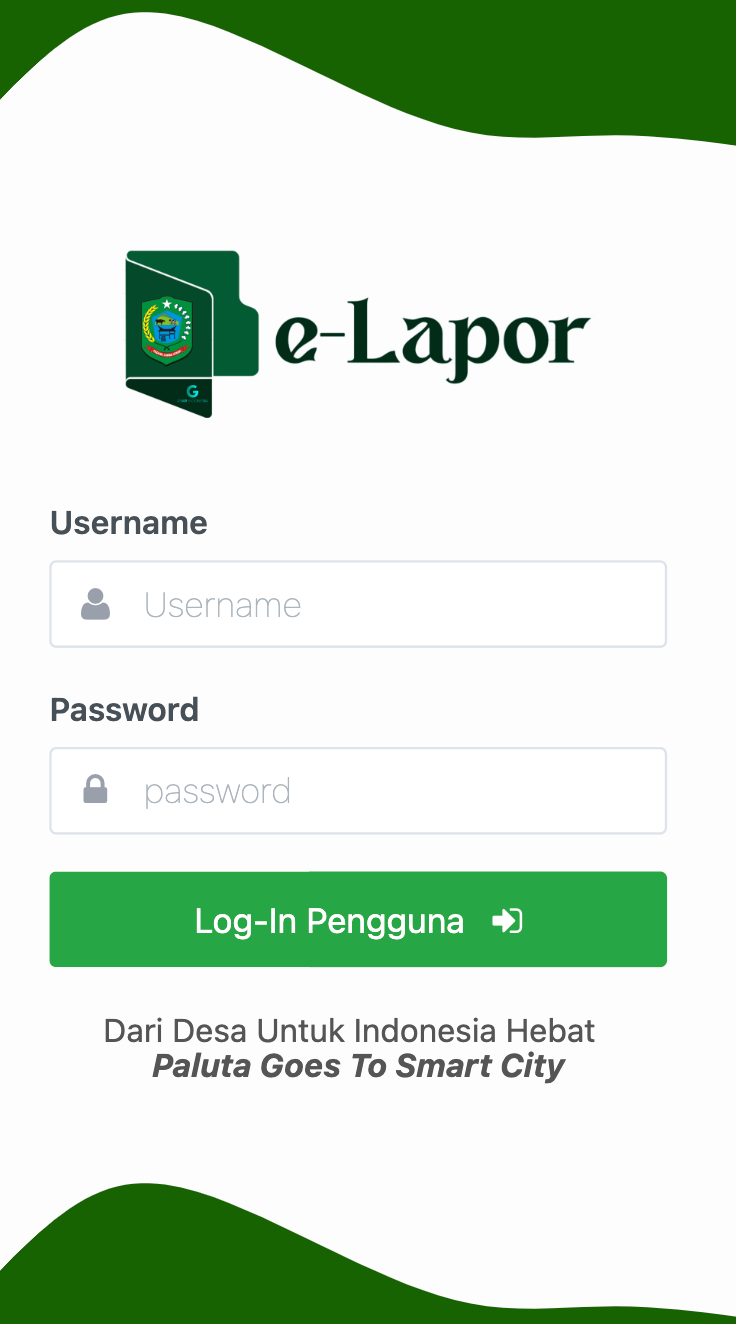 e-Lapor
G
Username
Username
Password
password
Log-In Pengguna
Dari Desa Untuk Indonesia Hebat
Paluta Goes To Smart City